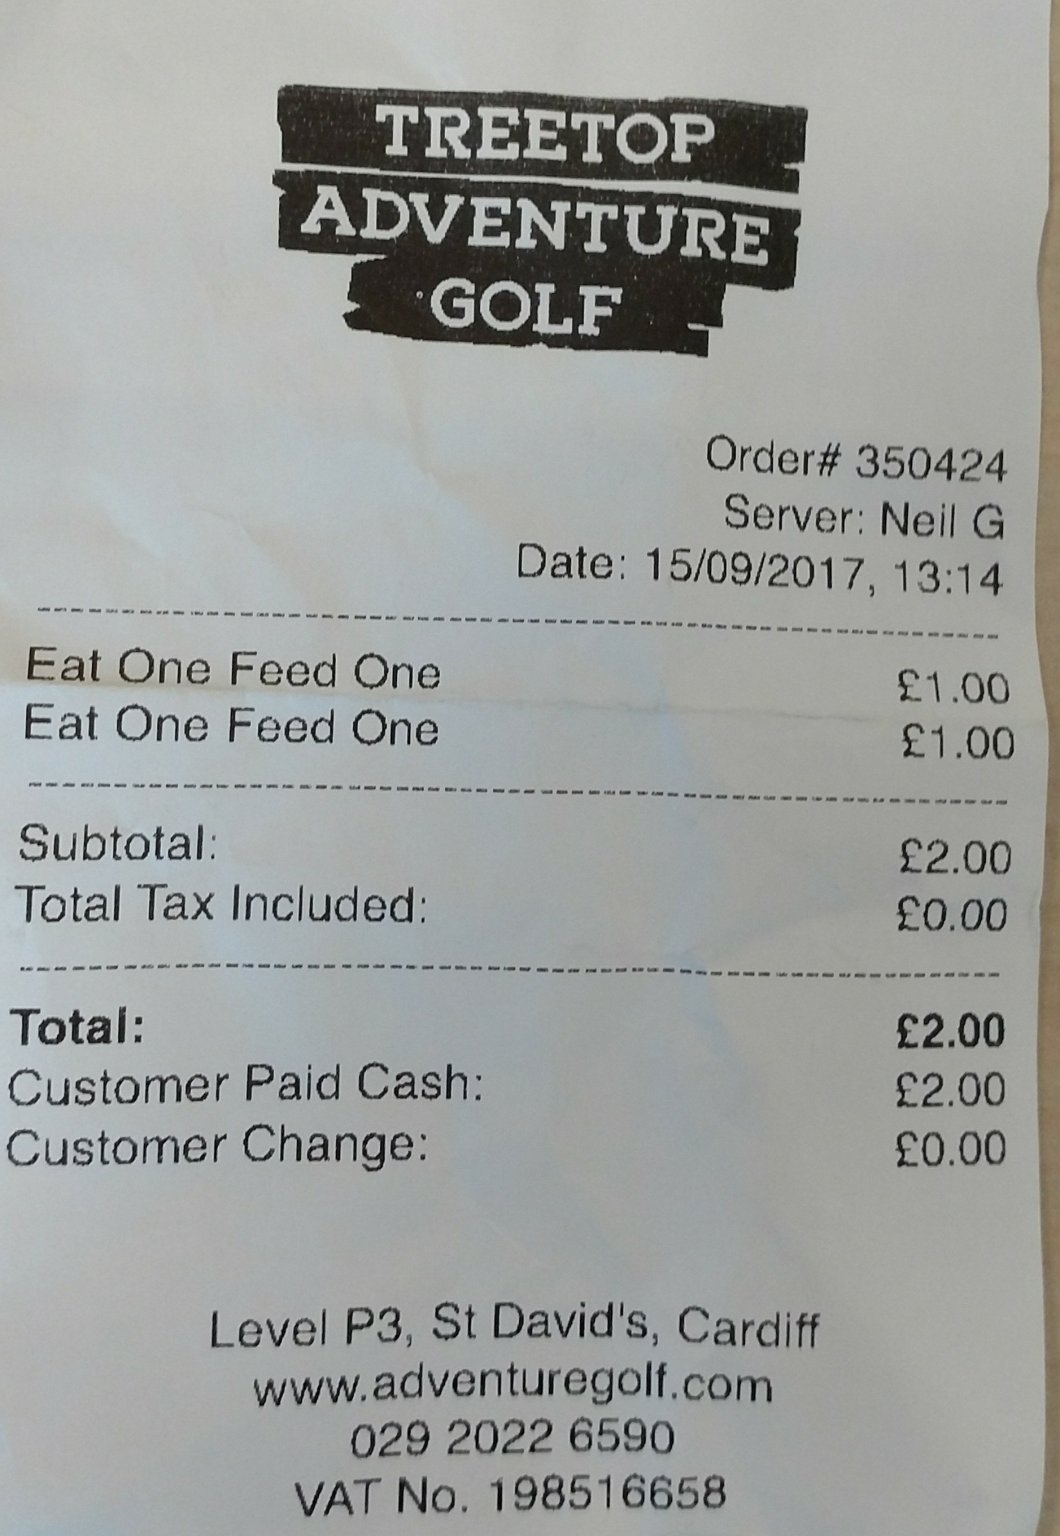 TREETOP
ADVENTURE
GOLF
Order# 350424
Server: Neil G
Date: 15/09/2017, 13:14
Eat One Feed One £1.00
Eat One Feed One £1.00
Subtotal: £2.00
Total Tax Included: £0.00
Total: £2.00
Customer Paid Cash: £2.00
Customer Change: £0.00
Level P3, St David's, Cardiff
www.adventuregolf.com
029 2022 6590
VAT No. 198516658